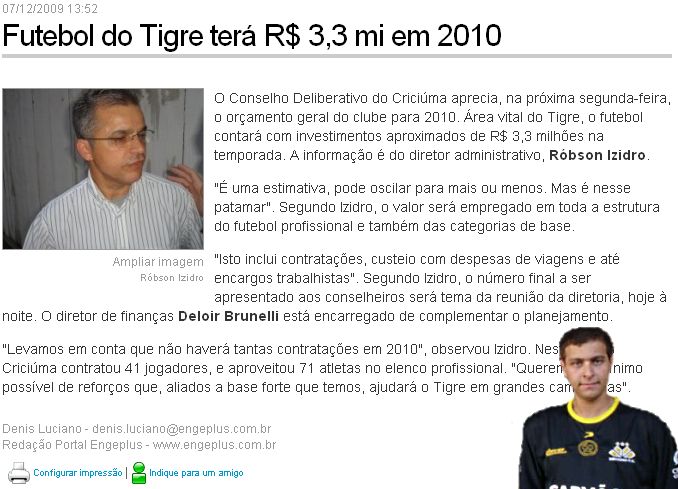 07/12/2009 13:52
Futebol do Tigre terá R$ 3,3 mi em 2010
O Conselho Deliberativo do Criciúma aprecia, na próxima segunda-feira,
o orçamento geral do clube para 2010. Área vital do Tigre, o futebol
contará com investimentos aproximados de R$ 3,3 milhões na
temporada. A informação é do diretor administrativo, Róbson Izidro.
"É uma estimativa, pode oscilar para mais ou menos. Mas é nesse
patamar". Segundo Izidro, o valor será empregado em toda a estrutura
do futebol profissional e também das categorias de base.
Ampliar imagem
Róbson Izidro
"Isto inclui contratações, custeio com despesas de viagens e até
encargos trabalhistas". Segundo Izidro, o número final a ser
apresentado aos conselheiros será tema da reunião da diretoria, hoje à
noite. O diretor de finanças Deloir Brunelli está encarregado de complementar o planejamento.
"Levamos em conta que não haverá tantas contratações em 2010", observou Izidro.
Criciúma contratou 41 jogadores, e aproveitou 71 atletas no elenco profissional.
possível de reforços que, aliados a base forte que temos, ajudará o Tigre em grandes
Denis Luciano - denis.luciano@engeplus.com.br
Redação Portal Engeplus - www.engeplus.com.br
Configurar impressão | Indique para um amigo